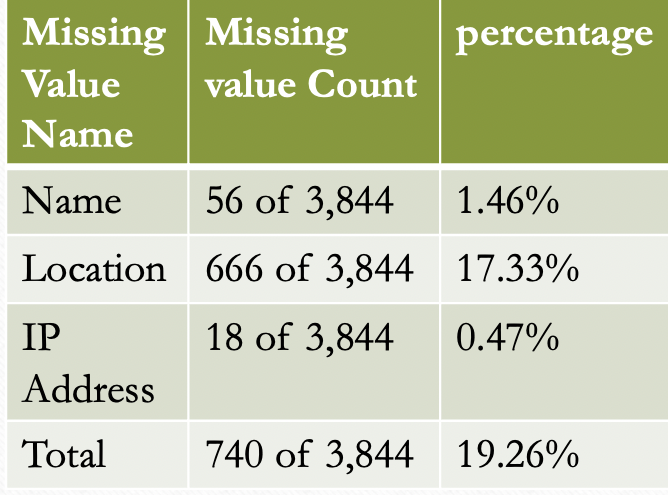 Missing Value Name | Missing value Count | percentage
Name | 56 of 3,844 | 1.46%
Location | 666 of 3,844 | 17.33%
IP Address | 18 of 3,844 | 0.47%
Total | 740 of 3,844 | 19.26%